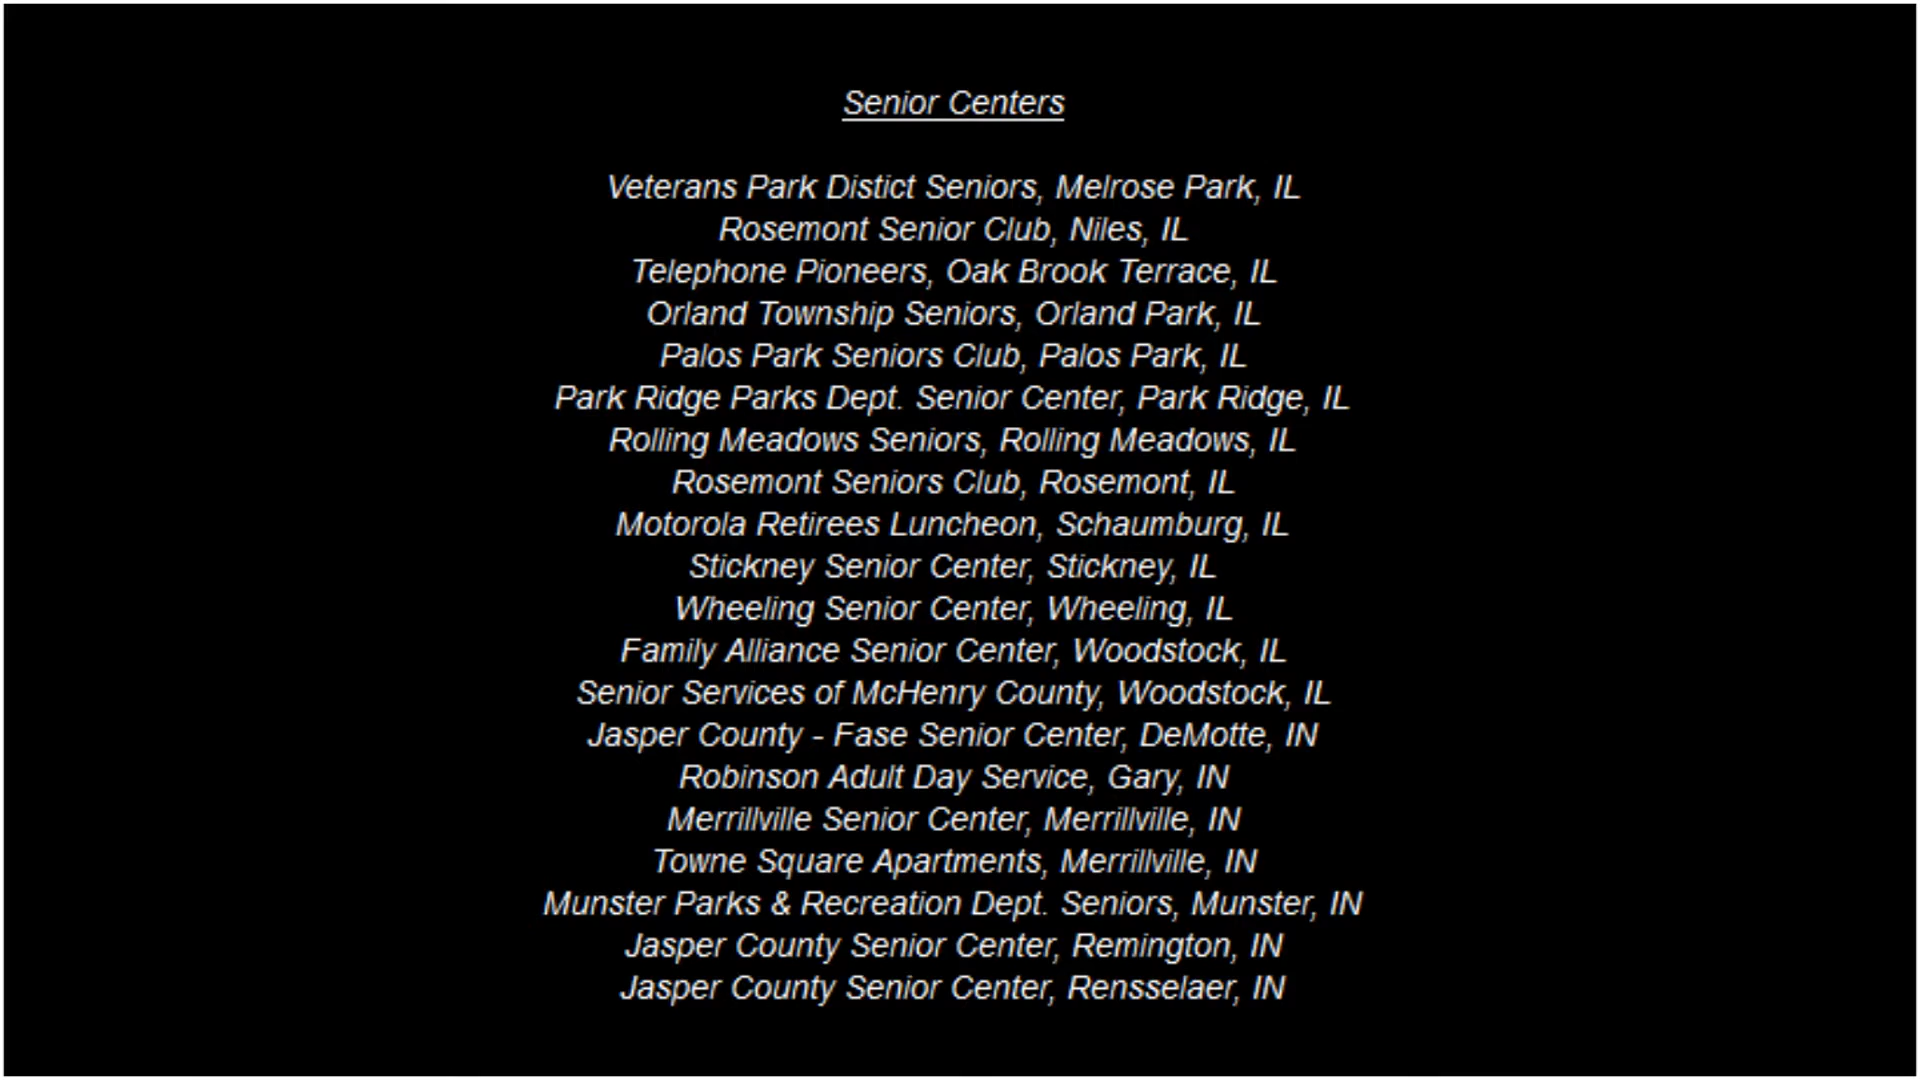 Senior Centers
Veterans Park Distict Seniors, Melrose Park, IL
Rosemont Senior Club, Niles, IL
Telephone Pioneers, Oak Brook Terrace, IL
Orland Township Seniors, Orland Park, IL
Palos Park Seniors Club, Palos Park, IL
Park Ridge Parks Dept. Senior Center, Park Ridge, IL
Rolling Meadows Seniors, Rolling Meadows, IL
Rosemont Seniors Club, Rosemont, IL
Motorola Retirees Luncheon, Schaumburg, IL
Stickney Senior Center, Stickney, IL
Wheeling Senior Center, Wheeling, IL
Family Alliance Senior Center, Woodstock, IL
Senior Services of McHenry County, Woodstock, IL
Jasper County - Fase Senior Center, DeMotte, IN
Robinson Adult Day Service, Gary, IN
Merrillville Senior Center, Merrillville, IN
Towne Square Apartments, Merrillville, IN
Munster Parks & Recreation Dept. Seniors, Munster, IN
Jasper County Senior Center, Remington, IN
Jasper County Senior Center, Rensselaer, IN